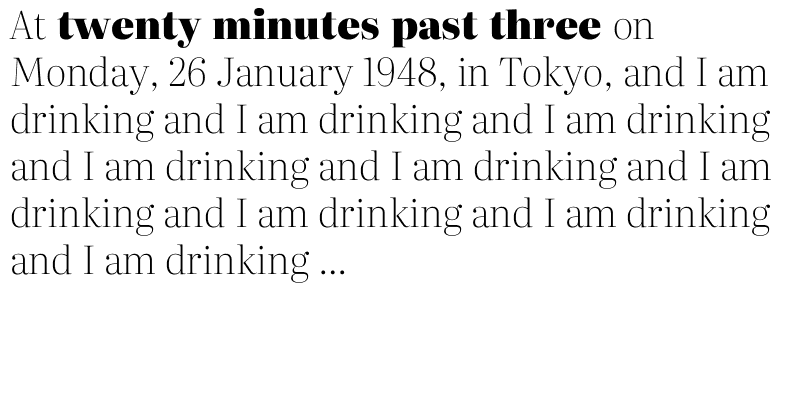 At twenty minutes past three on
Monday, 26 January 1948, in Tokyo, and I am
drinking and I am drinking and I am drinking
and I am drinking and I am drinking and I am
drinking and I am drinking and I am drinking
and I am drinking ...